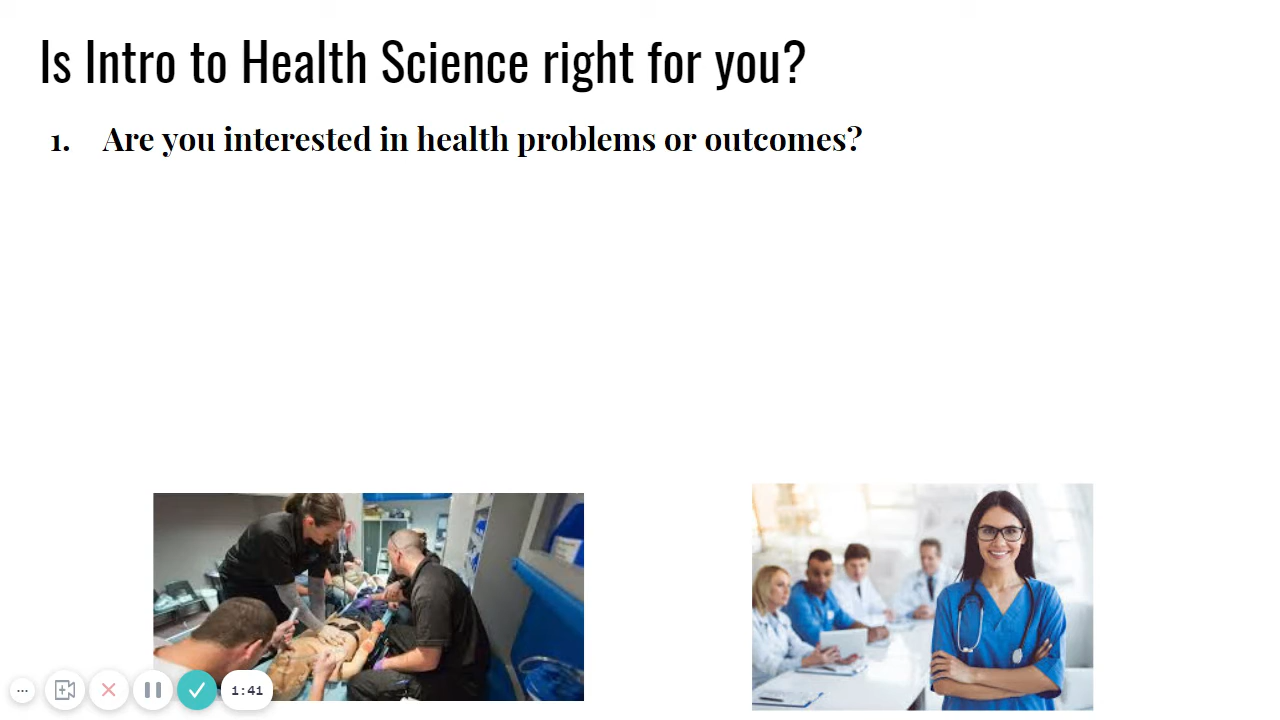 Is Intro to Health Science right for you?
1. Are you interested in health problems or outcomes?
1:41